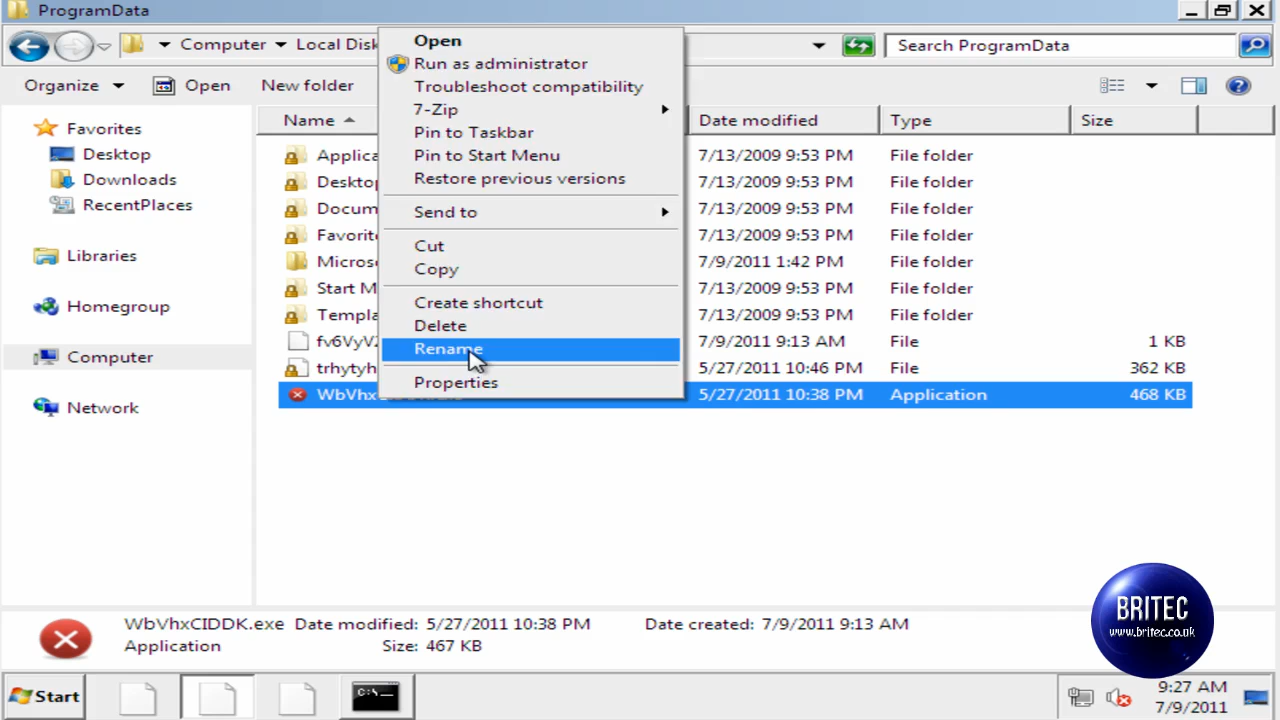 ProgramData
Computer Local Disk
Search ProgramData
Organize Open New folder
Open
Run as administrator
Troubleshoot compatibility
7-Zip
Pin to Taskbar
Pin to Start Menu
Restore previous versions
Send to
Cut
Copy
Create shortcut
Delete
Rename
Properties
Favorites
Desktop
Downloads
RecentPlaces
Libraries
Homegroup
Computer
Network
Name Date modified Type Size
Applica 7/13/2009 9:53 PM File folder
Desktop 7/13/2009 9:53 PM File folder
Docum 7/13/2009 9:53 PM File folder
Favorite 7/13/2009 9:53 PM File folder
Microso 7/9/2011 1:42 PM File folder
Start M 7/13/2009 9:53 PM File folder
Templa 7/13/2009 9:53 PM File folder
fv6VyV 7/9/2011 9:13 AM File 1 KB
trhytyh 5/27/2011 10:46 PM File 362 KB
WbVhx 5/27/2011 10:38 PM Application 468 KB
WbVhxCIDDK.exe Date modified: 5/27/2011 10:38 PM Date created: 7/9/2011 9:13 AM
Application Size: 467 KB
BRITEC
www.britec.co.uk
Start
C:\_
9:27 AM
7/9/2011